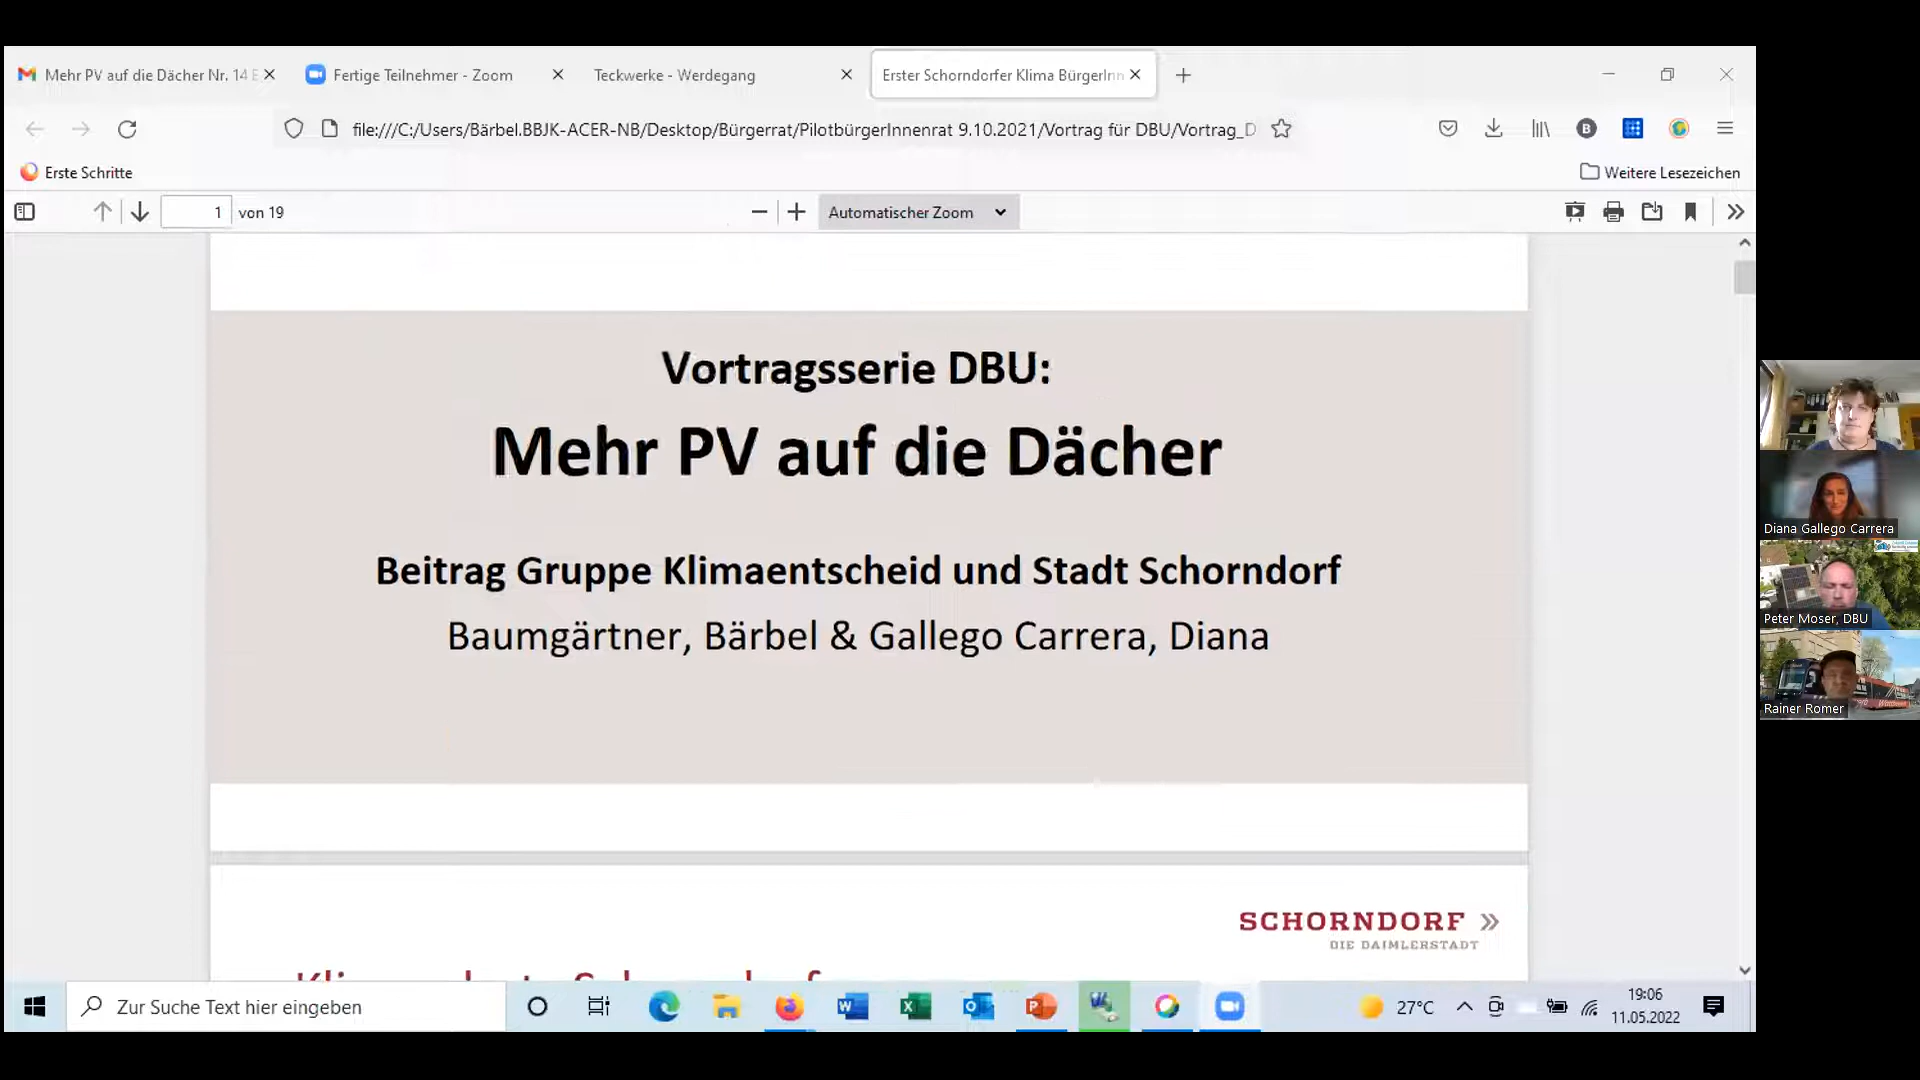 Mehr PV auf die Dächer Nr. 14 E
Fertige Teilnehmer - Zoom
Teckwerke - Werdegang
Erster Schorndorfer Klima BürgerInn
file:///C:/Users/Bärbel.BBJK-ACER-NB/Desktop/Bürgerrat/PilotbürgerInnenrat 9.10.2021/Vortrag für DBU/Vortrag_D
Erste Schritte
Weitere Lesezeichen
1 von 19
Automatischer Zoom
Vortragsserie DBU:
Mehr PV auf die Dächer
Beitrag Gruppe Klimaentscheid und Stadt Schorndorf
Baumgärtner, Bärbel & Gallego Carrera, Diana
SCHORNDORF
DIE DAIMLERSTADT
Diana Gallego Carrera
Peter Moser, DBU
Rainer Romer
Zur Suche Text hier eingeben
27°C
19:06
11.05.2022